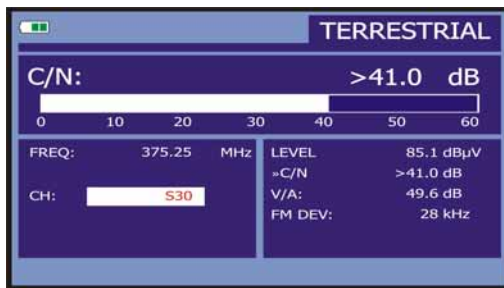 TERRESTRIAL
C/N: >41.0 dB
0 10 20 30 40 50 60
FREQ: 375.25 MHz
CH: S30
LEVEL 85.1 dBµV
»C/N >41.0 dB
V/A: 49.6 dB
FM DEV: 28 kHz